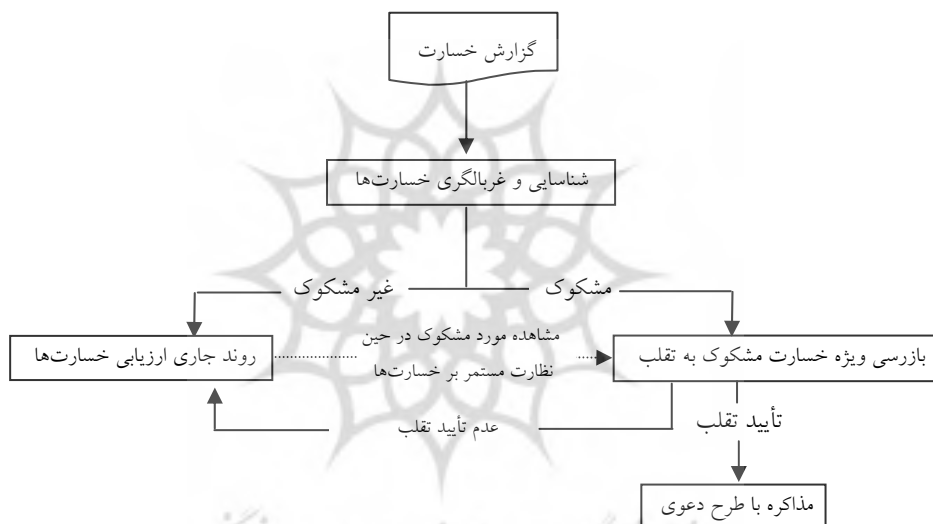 گزارش خسارت
شناسایی و غربالگری خسارت‌ها
مشکوک
غیر مشکوک
بازرسی ویژه خسارت مشکوک به تقلب
مشاهده مورد مشکوک در حین
نظارت مستمر بر خسارت‌ها
روند جاری ارزیابی خسارت‌ها
تأیید تقلب
عدم تأیید تقلب
مذاکره با طرح دعوی